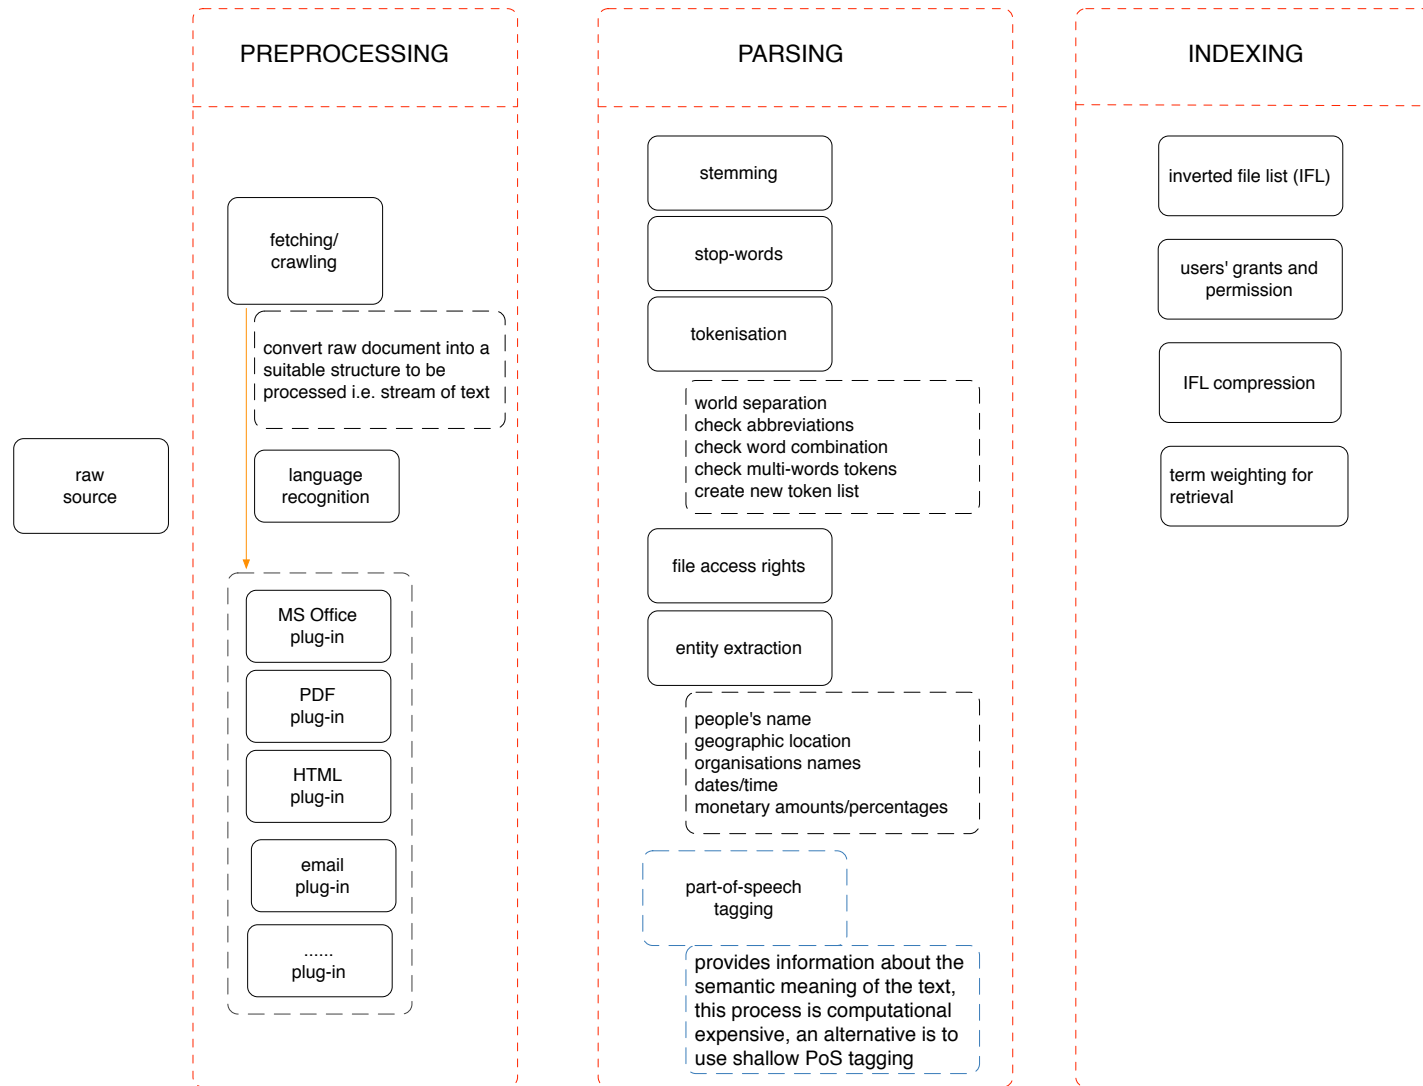 PREPROCESSING
PARSING
INDEXING
raw
source
fetching/
crawling
convert raw document into a
suitable structure to be
processed i.e. stream of text
language
recognition
MS Office
plug-in
PDF
plug-in
HTML
plug-in
email
plug-in
......
plug-in
stemming
stop-words
tokenisation
world separation
check abbreviations
check word combination
check multi-words tokens
create new token list
file access rights
entity extraction
people's name
geographic location
organisations names
dates/time
monetary amounts/percentages
part-of-speech
tagging
provides information about the
semantic meaning of the text,
this process is computational
expensive, an alternative is to
use shallow PoS tagging
inverted file list (IFL)
users' grants and
permission
IFL compression
term weighting for
retrieval